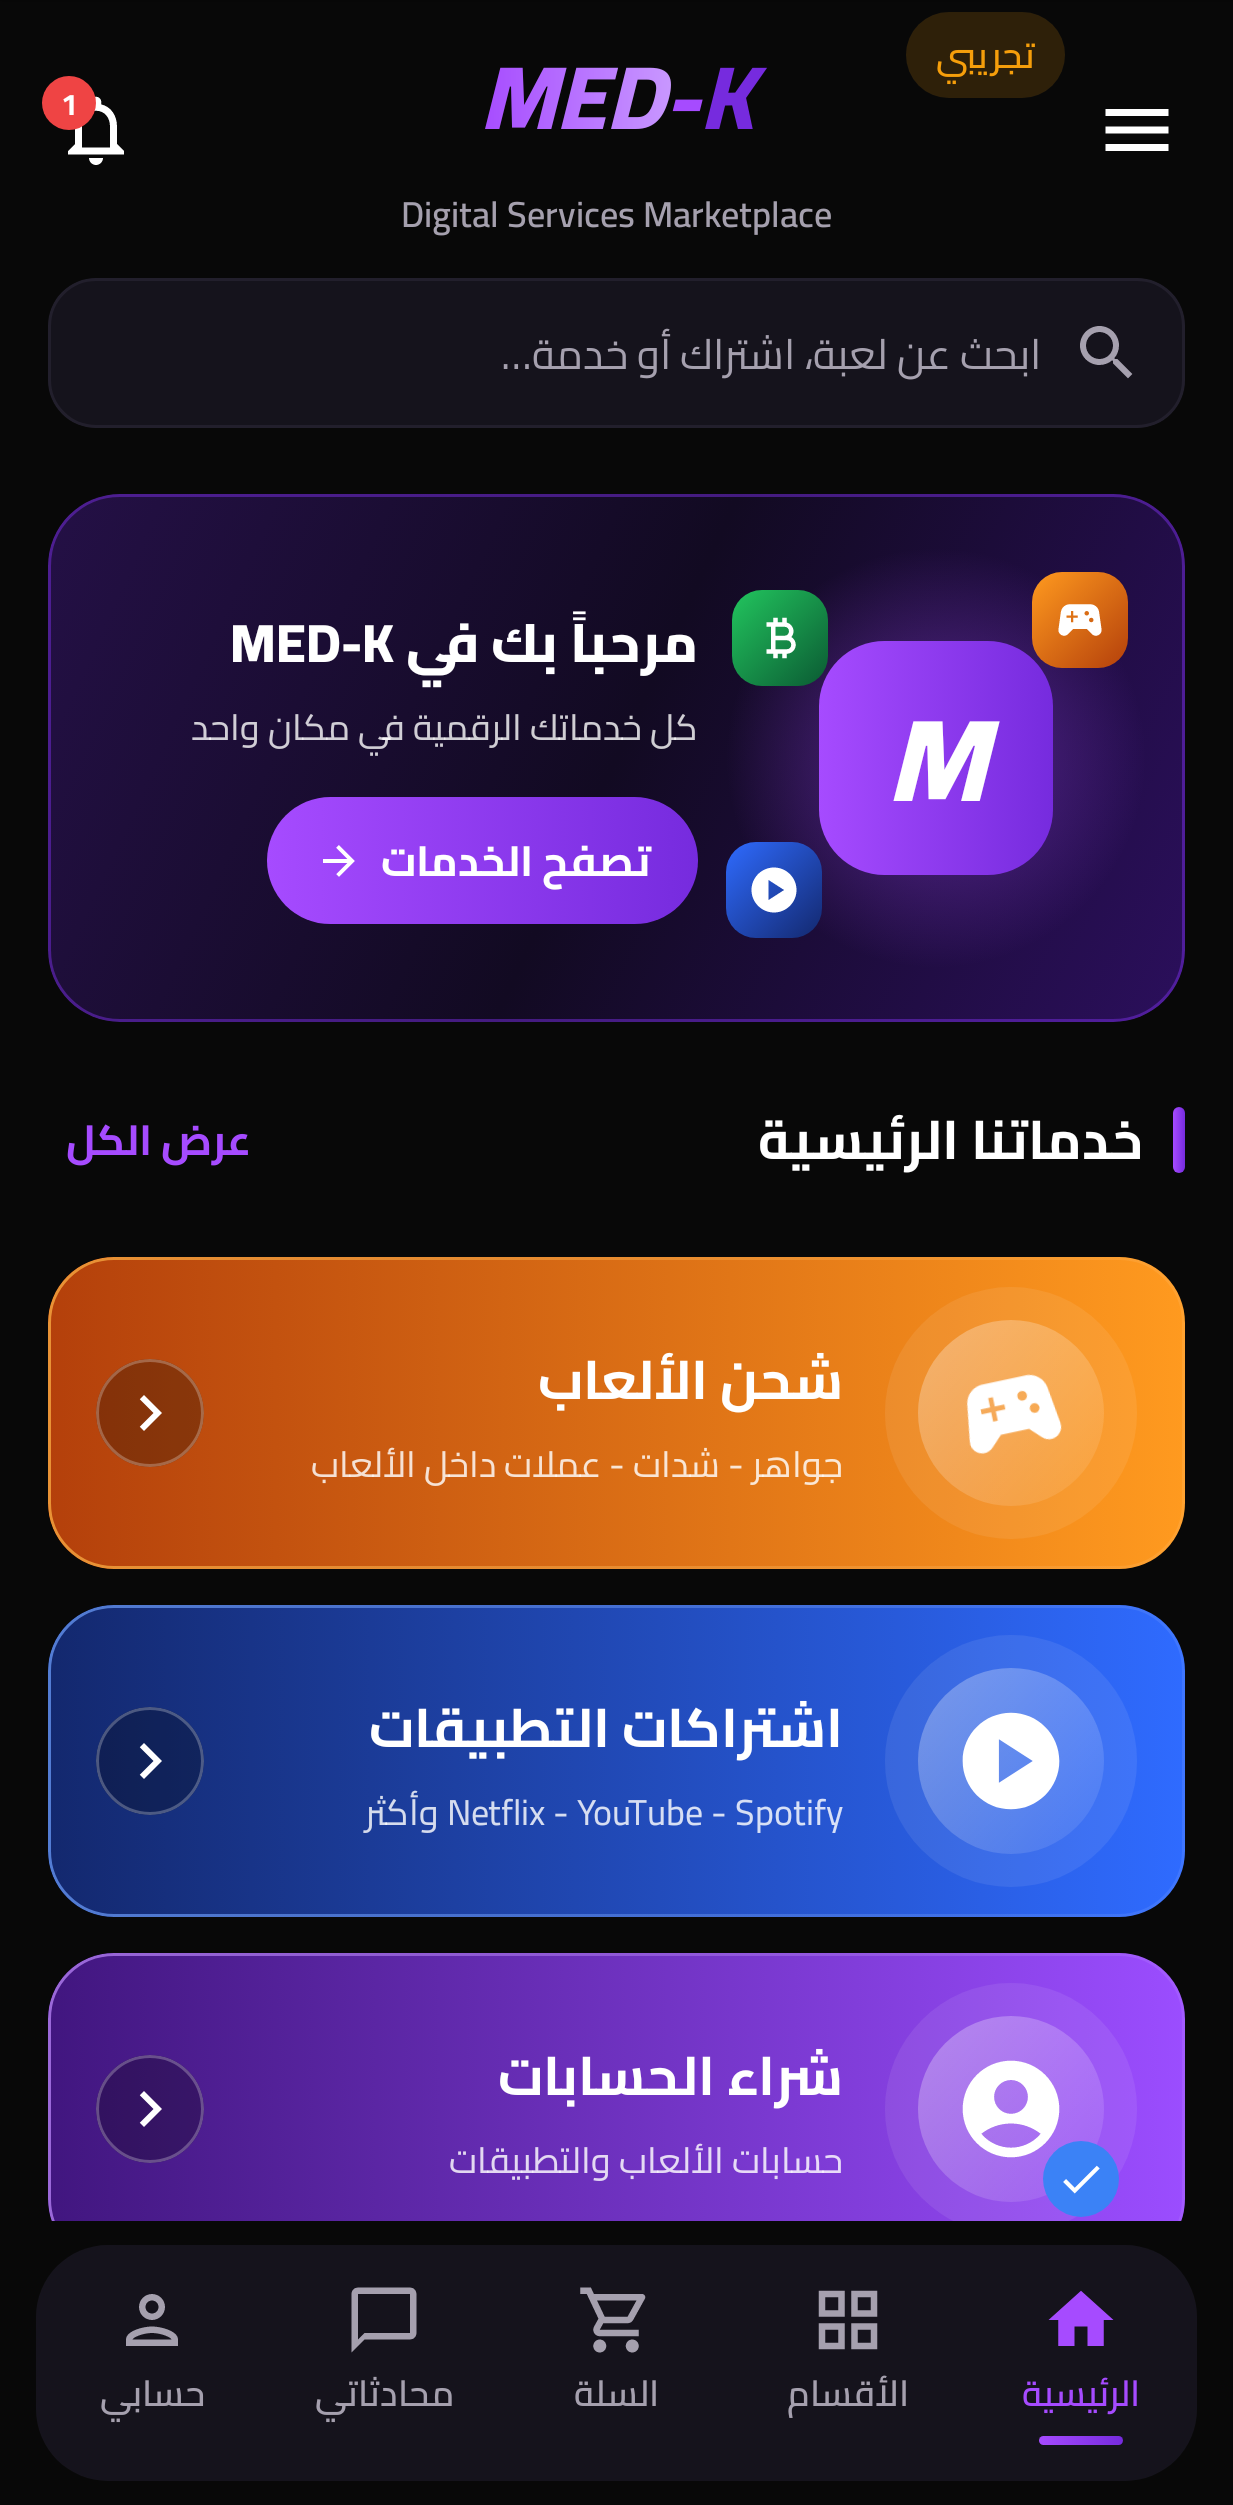 تجريبي
MED-K
1
Digital Services Marketplace
ابحث عن لعبة، اشتراك أو خدمة...
مرحباً بك في MED-K
كل خدماتك الرقمية في مكان واحد
تصفح الخدمات
M
خدماتنا الرئيسية
عرض الكل
شحن الألعاب
جواهر - شدات - عملات داخل الألعاب
اشتراكات التطبيقات
Netflix - YouTube - Spotify وأكثر
شراء الحسابات
حسابات الألعاب والتطبيقات
الرئيسية
الأقسام
السلة
محادثاتي
حسابي